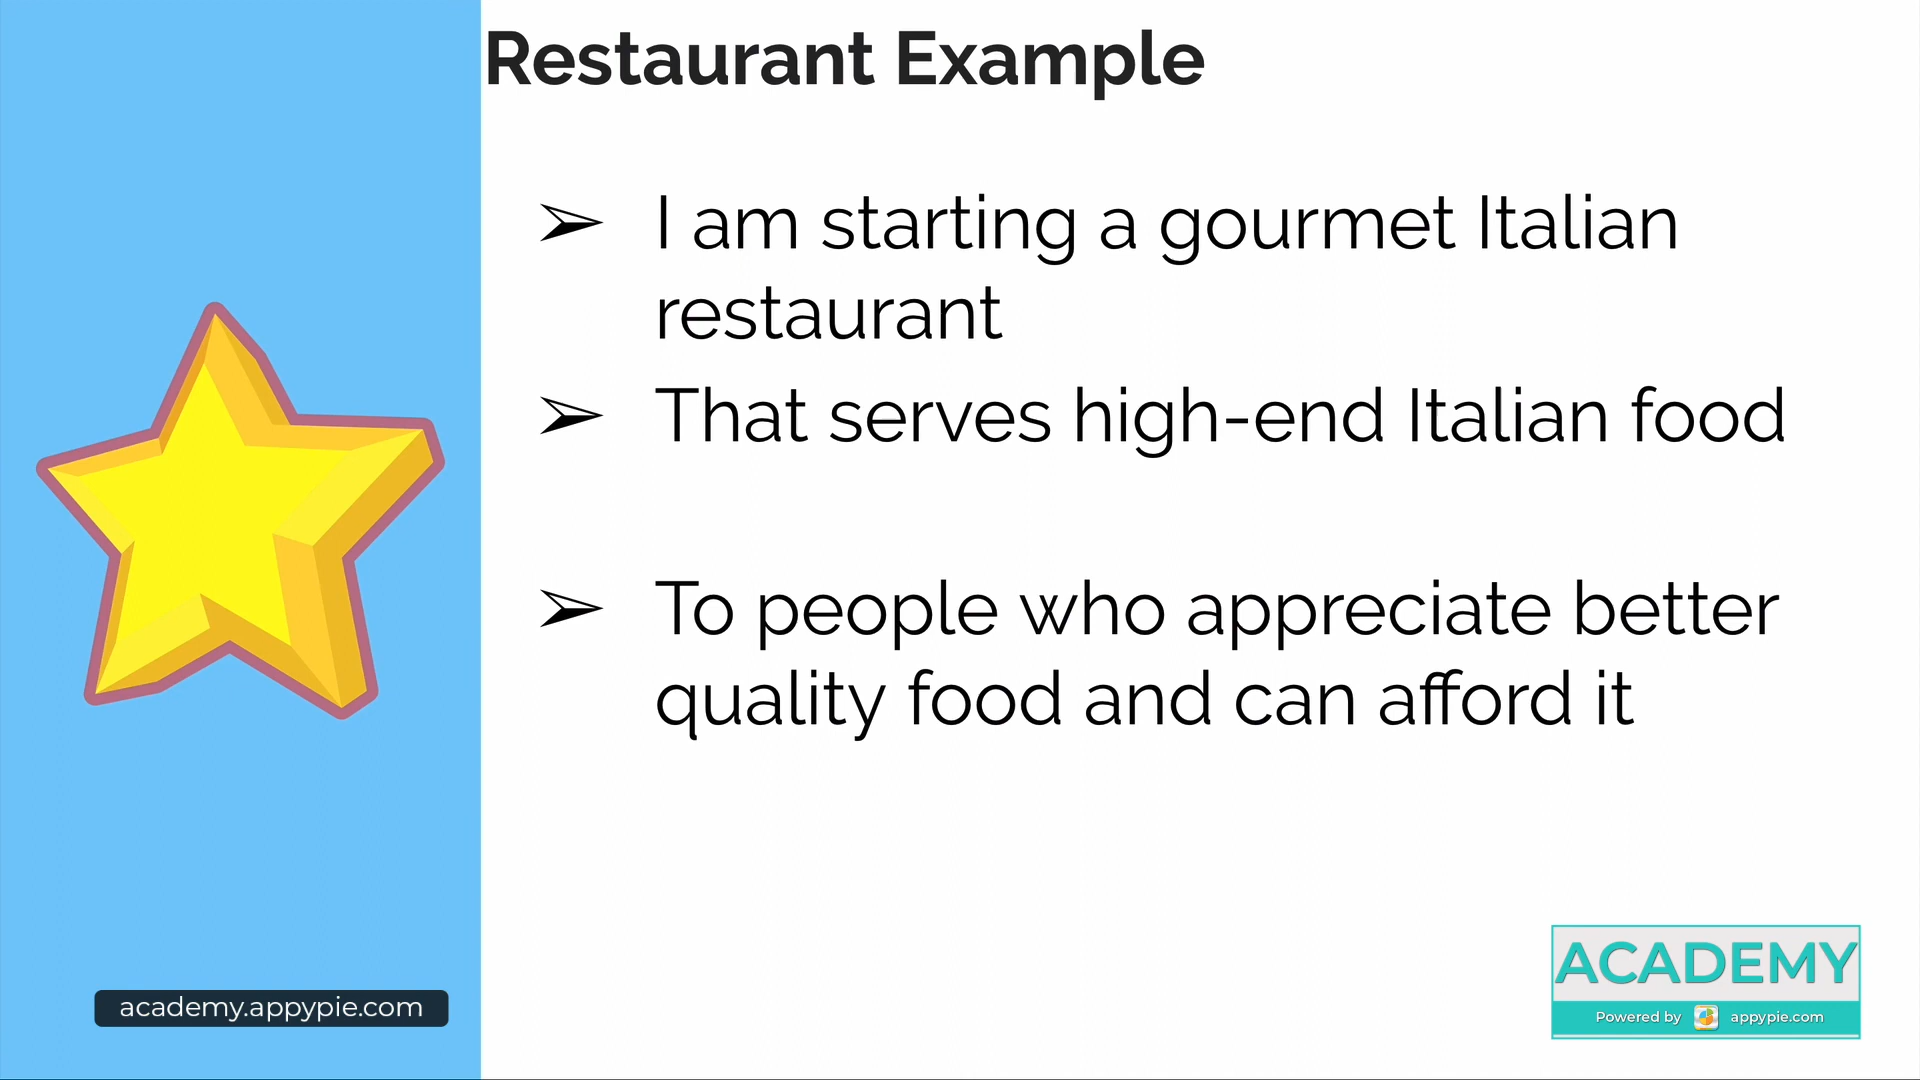 Restaurant Example
➢ I am starting a gourmet Italian
restaurant
➢ That serves high-end Italian food
➢ To people who appreciate better
quality food and can afford it
academy.appypie.com
ACADEMY
Powered by appypie.com